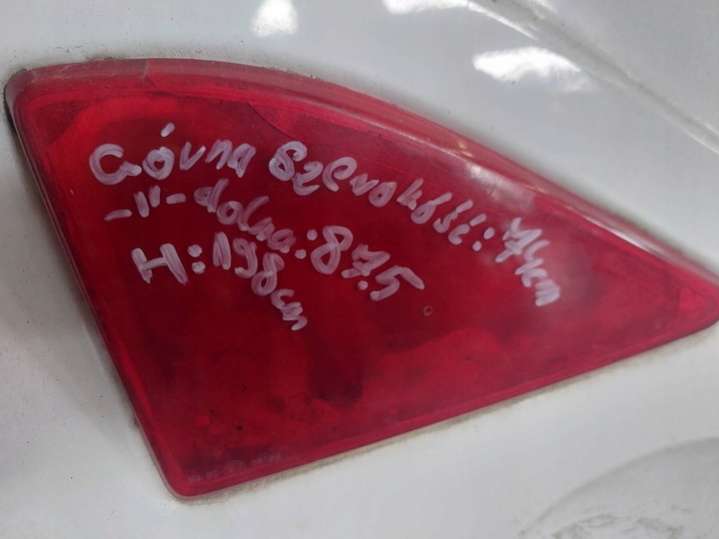 Górna szerokość: 74cm
-"- dolna: 87.5
H: 198cm